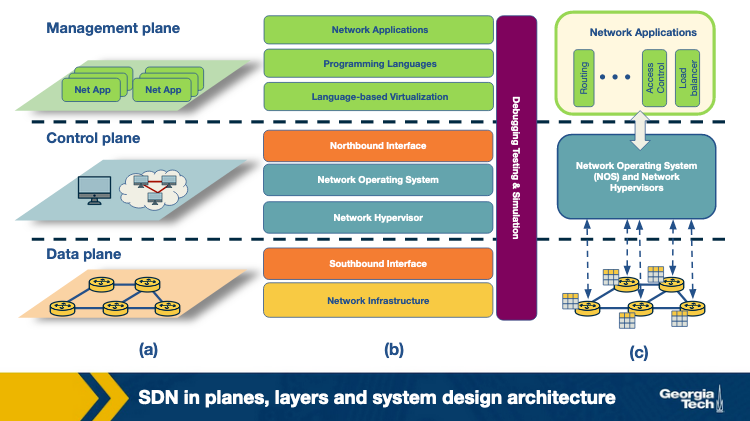 Management plane
Net App
Net App
Control plane
Data plane
(a)
Network Applications
Programming Languages
Language-based Virtualization
Northbound Interface
Network Operating System
Network Hypervisor
Southbound Interface
Network Infrastructure
Debugging Testing & Simulation
(b)
Network Applications
Routing
Access
Control
Load
balancer
Network Operating System
(NOS) and Network
Hypervisors
(c)
SDN in planes, layers and system design architecture
Georgia
Tech